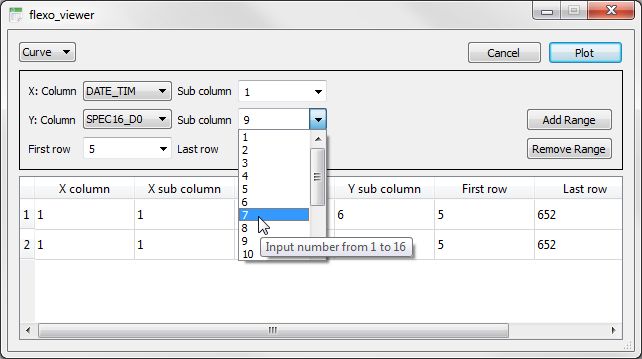 flexo_viewer
Curve
Cancel
Plot
X: Column DATE_TIM Sub column 1
Y: Column SPEC16_D0 Sub column 9
Add Range
First row 5 Last row
Remove Range
1
2
3
4
5
6
7
8
9
10
Input number from 1 to 16
X column X sub column Y sub column First row Last row
1 1 1 6 5 652
2 1 1 5 652